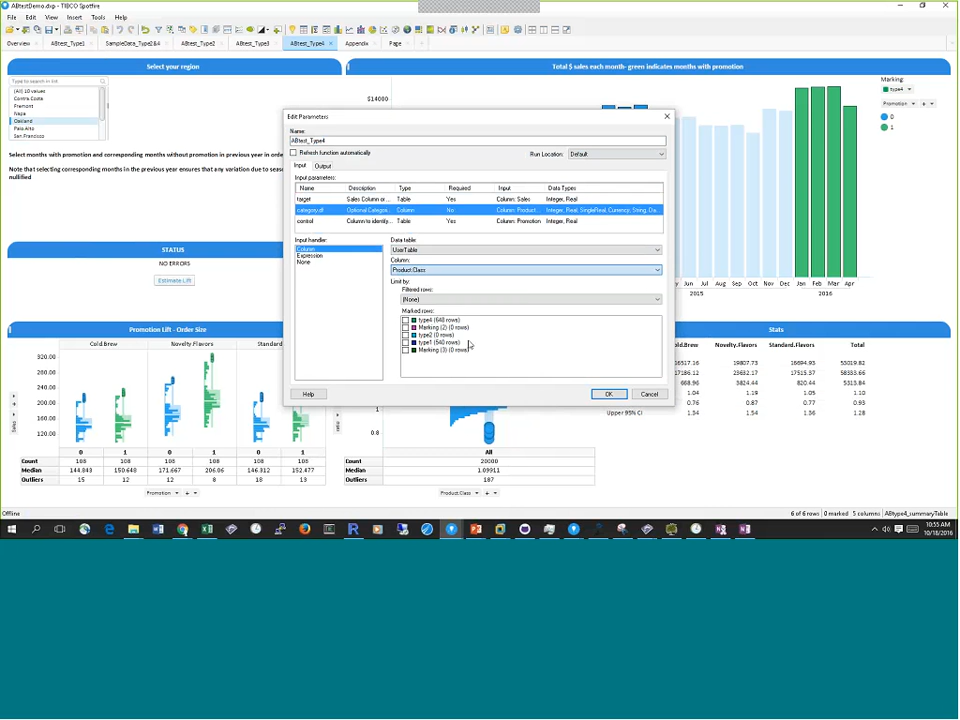 ABtestDemo.dxp - TIBCO Spotfire
File Edit View Insert Tools Help
Overview ABtest_Type1 SampleData_Type2&4 ABtest_Type2 ABtest_Type3 ABtest_Type4 Appendix Page
Select your region
Type to search in list
(All) 10 values
Contra Costa
Fremont
Napa
Oakland
Palo Alto
San Francisco
Select months with promotion and corresponding months without promotion in previous year in orde
Note that selecting corresponding months in the previous year ensures that any variation due to seas
nullified
STATUS
NO ERRORS
Estimate Lift
Total $ sales each month- green indicates months with promotion
$14000
Jun Jul Aug Sep Oct Nov Dec Jan Feb Mar Apr
2015 2016
Marking:
type4
Promotion
0
1
Edit Parameters
Name:
ABtest_Type4
Refresh function automatically
Run Location: Default
Input Output
Input parameters:
Name Description Type Required Input Data Types
target Sales Column or... Column Yes Column: Sales Integer, Real
category.df Optional Catego... Column No Column: Product... Integer, Real, SingleReal, Currency, String, Da...
control Column to identify... Table Yes Column: Promotion Integer, Real
Input handler:
Column
Expression
None
Data table:
UserTable
Column:
Product.Class
Limit by:
Filtered rows:
(None)
Marked rows:
type4 (648 rows)
Marking (2) (0 rows)
type2 (0 rows)
type1 (540 rows)
Marking (3) (0 rows)
Help OK Cancel
Promotion Lift - Order Size
Cold.Brew Novelty.Flavors Standard
320.00
280.00
240.00
200.00
160.00
120.00
Sales
0 1 0 1 0 1
Count 108 108 108 108 108 108
Median 144.843 150.648 171.667 206.06 146.312 152.477
Outliers 15 12 12 8 18 13
Promotion
1
0.8
All
Count 20000
Median 1.09911
Outliers 187
Product.Class
Stats
old.Brew Novelty.Flavors Standard.Flavors Total
16517.16 19807.73 16694.93 53019.82
17186.12 23632.17 17515.37 58333.66
668.96 3824.44 820.44 5313.84
1.04 1.19 1.05 1.10
0.76 0.87 0.77 0.93
Upper 95% CI 1.54 1.54 1.36 1.28
Offline 6 of 6 rows 0 marked 5 columns ABtype4_summaryTable
10:55 AM
10/18/2016